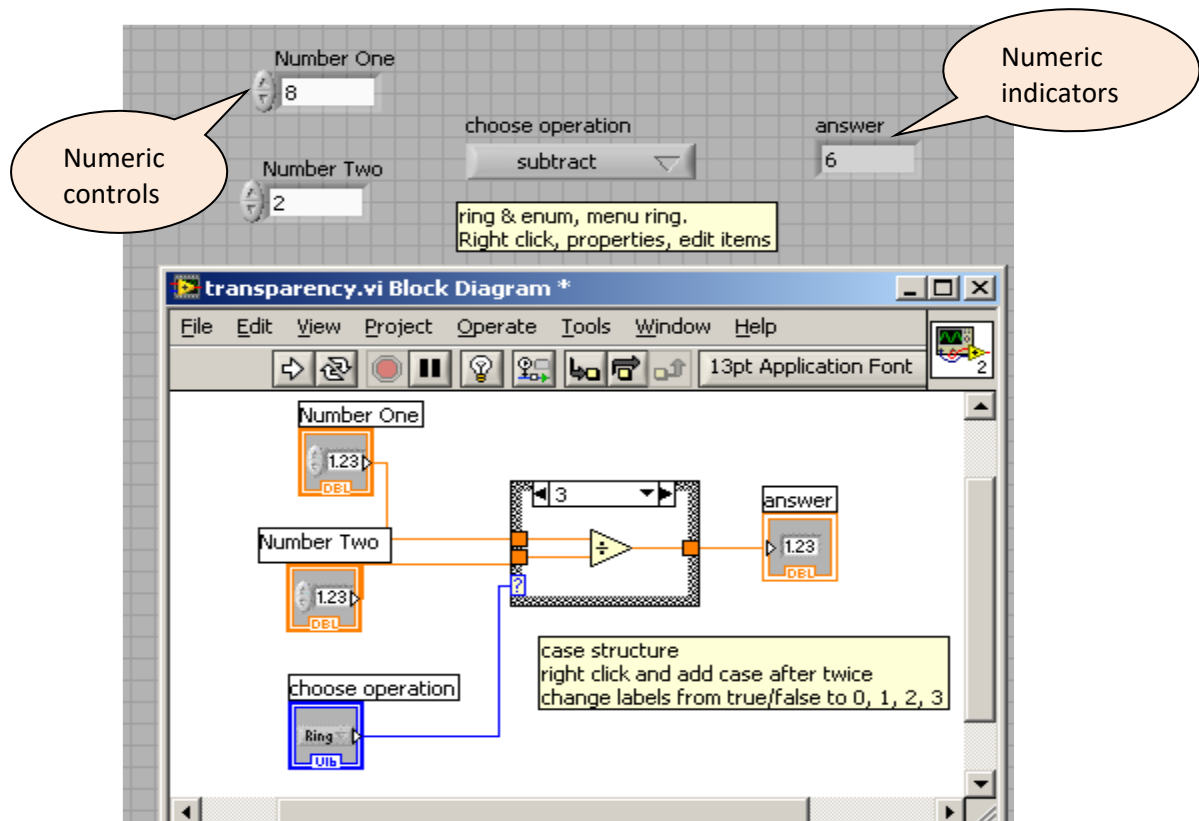 Number One
8
Numeric
indicators
choose operation
answer
subtract
6
Numeric
controls
Number Two
2
ring & enum, menu ring.
Right click, properties, edit items
transparency.vi Block Diagram *
File Edit View Project Operate Tools Window Help
13pt Application Font
2
Number One
1.23
DBL
3
answer
Number Two
1.23
DBL
1.23
DBL
?
case structure
right click and add case after twice
change labels from true/false to 0, 1, 2, 3
choose operation
Ring
U16